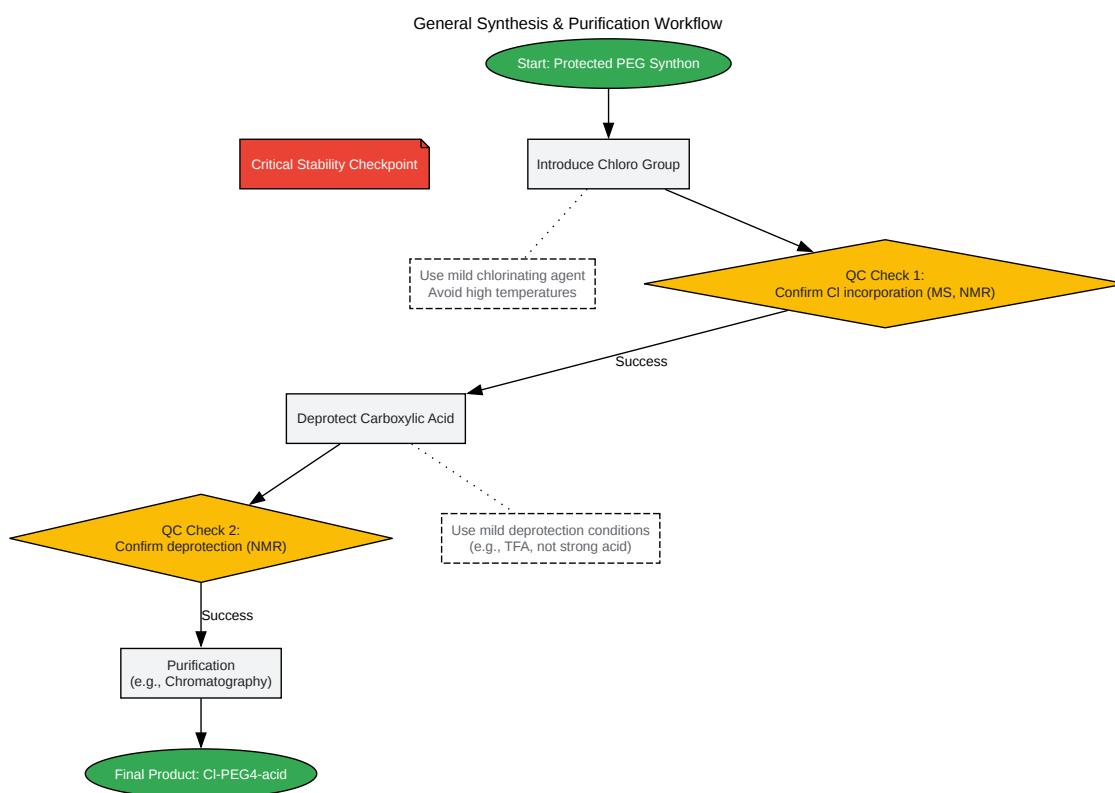 General Synthesis & Purification Workflow
Start: Protected PEG Synthon
Critical Stability Checkpoint
Introduce Chloro Group
Use mild chlorinating agent
Avoid high temperatures
QC Check 1:
Confirm Cl incorporation (MS, NMR)
Success
Deprotect Carboxylic Acid
Use mild deprotection conditions
(e.g., TFA, not strong acid)
QC Check 2:
Confirm deprotection (NMR)
Success
Purification
(e.g., Chromatography)
Final Product: Cl-PEG4-acid